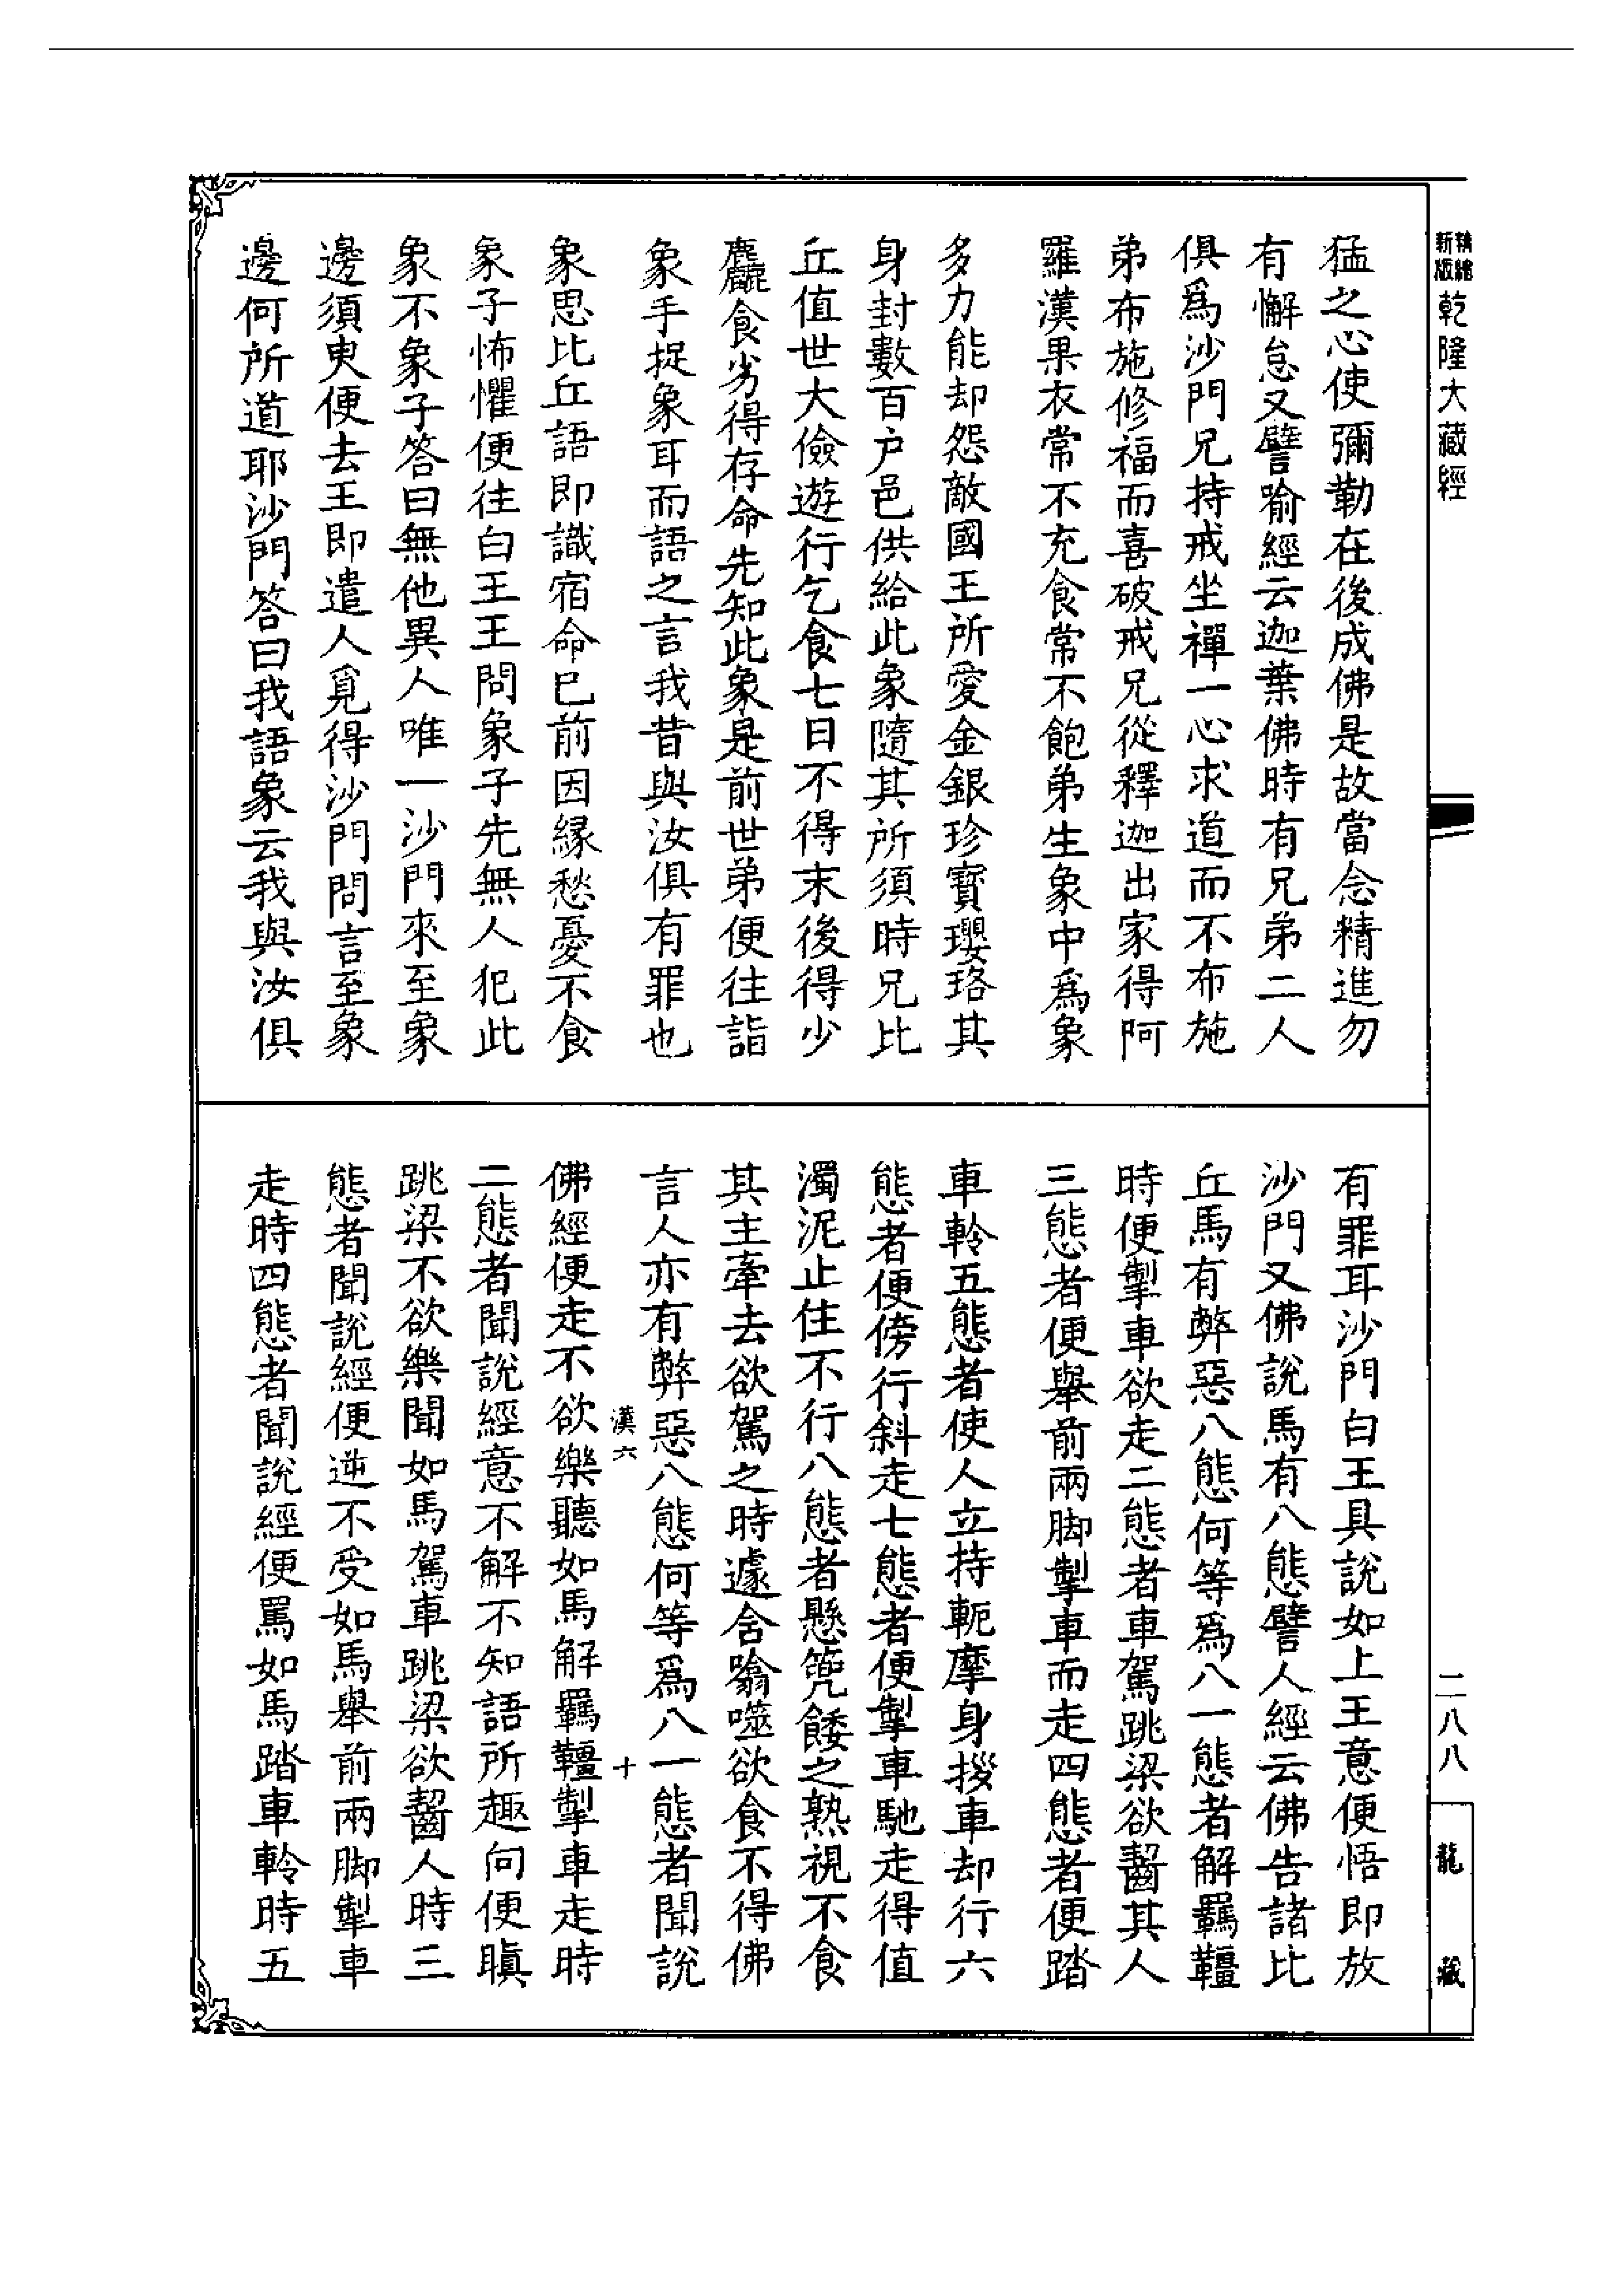 精縮新版乾隆大藏經
猛之心使彌勒在後成佛是故當念精進勿
有懈怠又譬喻經云迦葉佛時有兄弟二人
俱爲沙門兄持戒坐禪一心求道而不布施
弟布施修福而喜破戒兄從釋迦出家得阿
羅漢果衣常不充食常不飽弟生象中爲象
多力能却怨敵國王所愛金銀珍寶瓔珞其
身封數百户邑供給此象隨其所須時兄比
丘值世大儉遊行乞食七日不得末後得少
麤食劣得存命先知此象是前世弟便往詣
象手捉象耳而語之言我昔與汝俱有罪也
象思比丘語即識宿命已前因緣愁憂不食
象子怖懼便往白王王問象子先無人犯此
象不象子答曰無他異人唯一沙門來至象
邊須臾便去王即遣人覓得沙門問言至象
邊何所道耶沙門答曰我語象云我與汝俱
有罪耳沙門白王具說如上王意便悟即放
沙門又佛說馬有八態譬人經云佛告諸比
丘馬有弊惡八態何等爲八一態者解羈韁
時便掣車欲走二態者車駕跳梁欲齧其人
三態者便舉前兩脚掣車而走四態者便踏
車軨五態者使人立持軛摩身挼車却行六
態者便傍行斜走七態者便掣車馳走得值
濁泥止住不行八態者懸篼餧之熟視不食
其主牽去欲駕之時遽舍噏噬欲食不得佛
言人亦有弊惡八態何等爲八一態者聞說
漢六
十
佛經便走不欲樂聽如馬解羈韁掣車走時
二態者聞說經意不解不知語所趣向便瞋
跳梁不欲樂聞如馬駕車跳梁欲齧人時三
態者聞說經便逆不受如馬舉前兩脚掣車
走時四態者聞說經便罵如馬踏車軨時五
二八八
龍藏